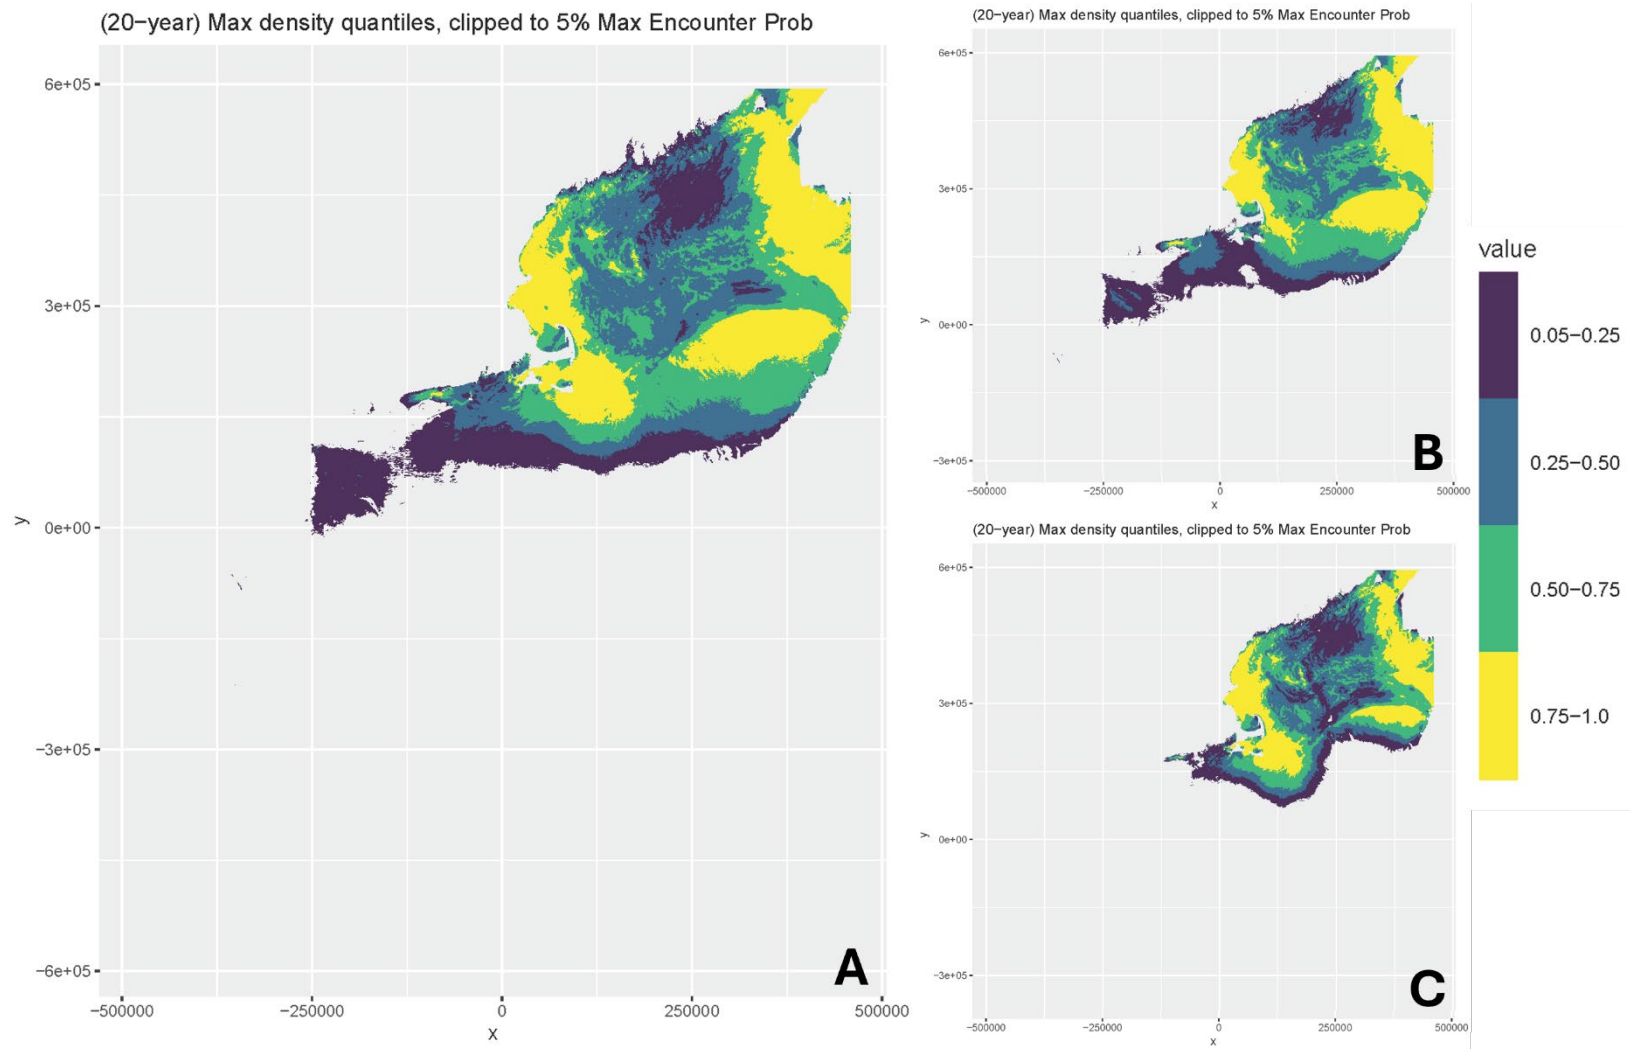 (20−year) Max density quantiles, clipped to 5% Max Encounter Prob
6e+05
3e+05
0e+00
−3e+05
−6e+05
y
−500000 −250000 0 250000 500000
x
A
(20−year) Max density quantiles, clipped to 5% Max Encounter Prob
6e+05
3e+05
0e+00
−3e+05
y
−500000 −250000 0 250000 500000
x
B
(20−year) Max density quantiles, clipped to 5% Max Encounter Prob
6e+05
3e+05
0e+00
−3e+05
y
−500000 −250000 0 250000 500000
x
C
value
0.05−0.25
0.25−0.50
0.50−0.75
0.75−1.0